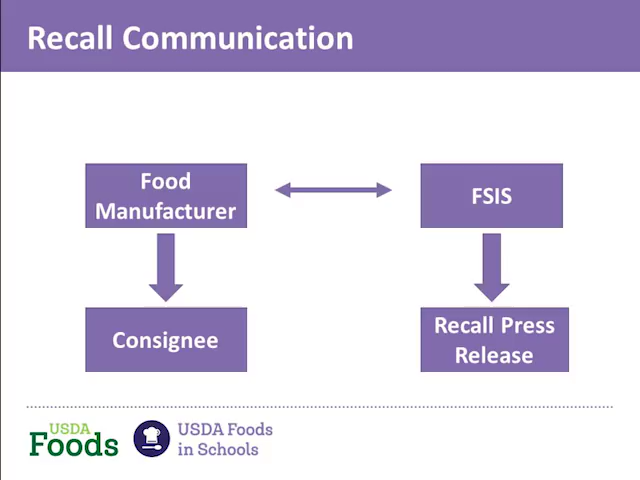 Recall Communication
Food
Manufacturer
FSIS
Consignee
Recall Press
Release
USDA
Foods
USDA Foods
in Schools